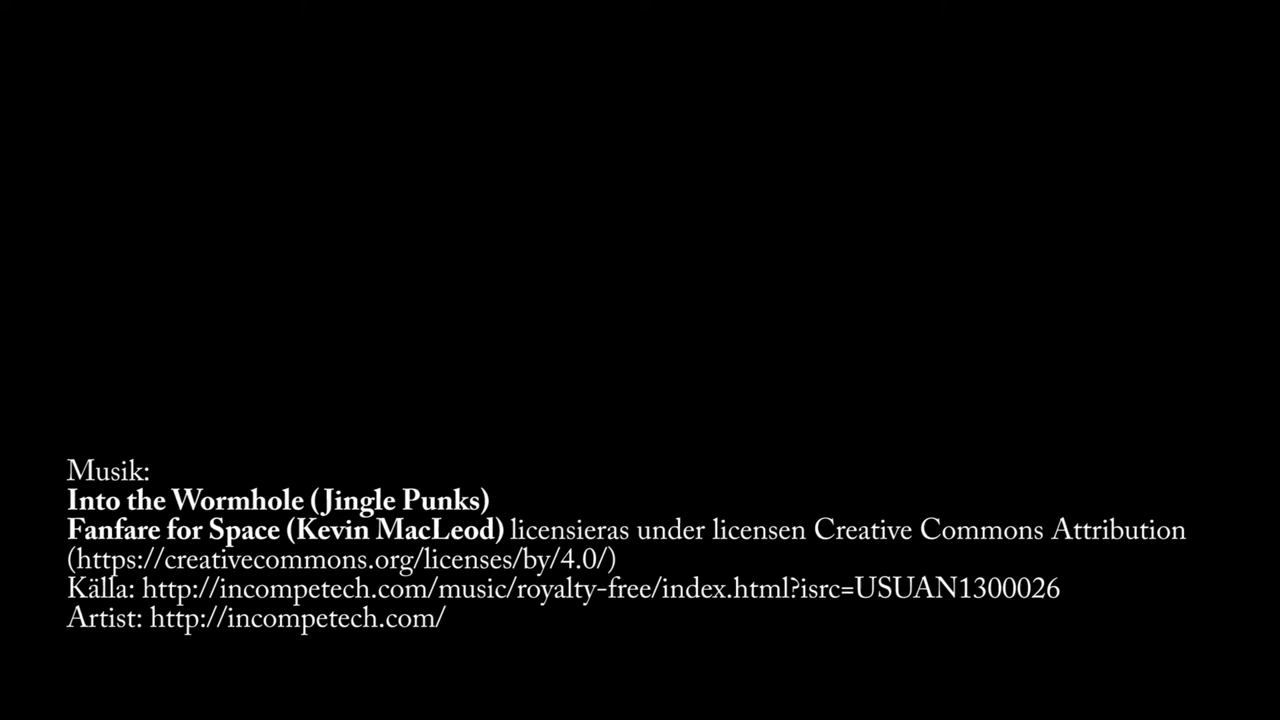 Musik:
Into the Wormhole (Jingle Punks)
Fanfare for Space (Kevin MacLeod) licensieras under licensen Creative Commons Attribution
(https://creativecommons.org/licenses/by/4.0/)
Källa: http://incompetech.com/music/royalty-free/index.html?isrc=USUAN1300026
Artist: http://incompetech.com/